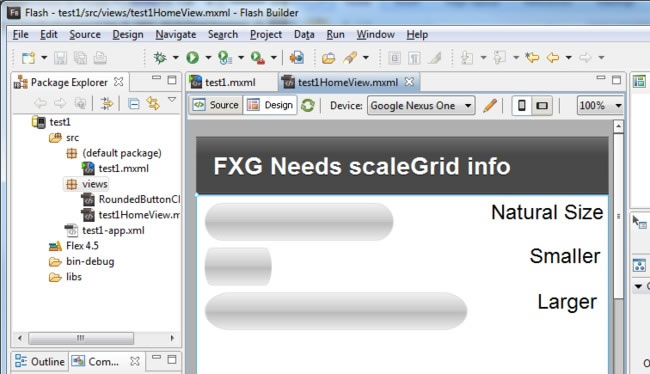 Flash - test1/src/views/test1HomeView.mxml - Flash Builder
File Edit Source Design Navigate Search Project Data Run Window Help
Package Explorer
test1
src
(default package)
test1.mxml
views
RoundedButtonCl
test1HomeView.m
test1-app.xml
Flex 4.5
bin-debug
libs
Outline Com...
test1.mxml test1HomeView.mxml
Source Design Device: Google Nexus One 100%
FXG Needs scaleGrid info
Natural Size
Smaller
Larger